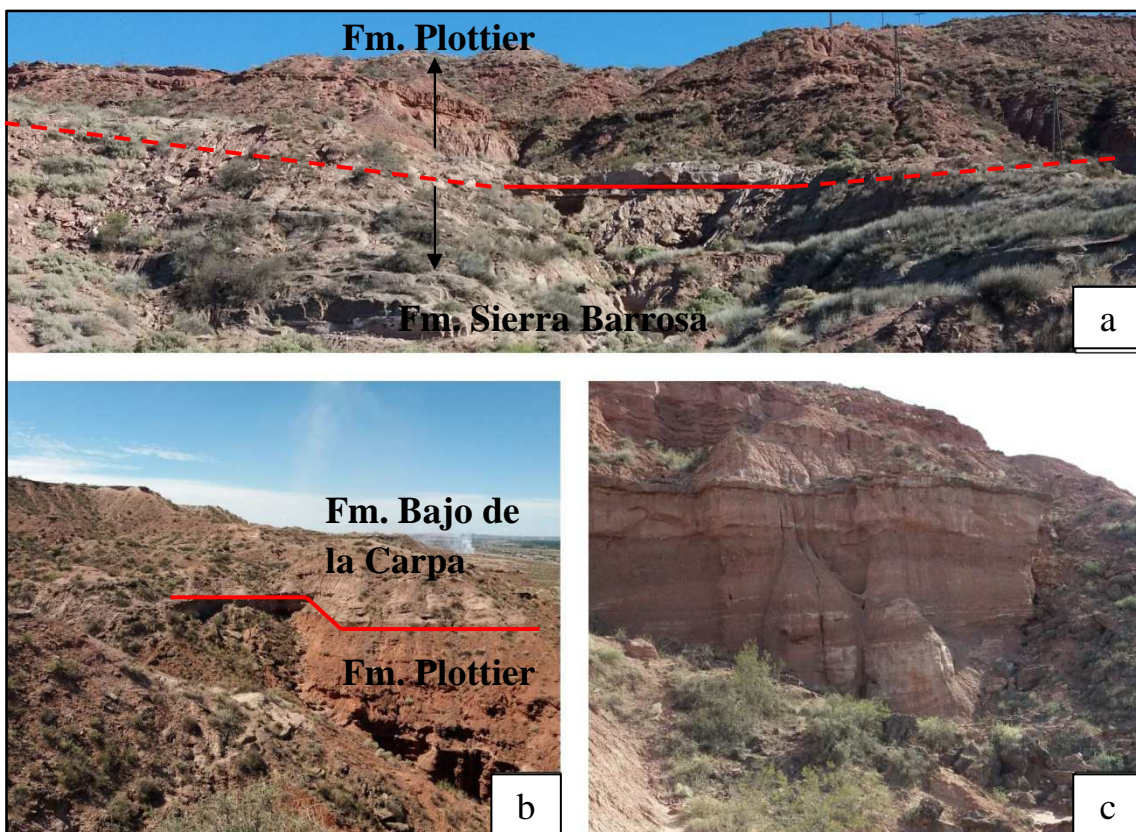 Fm. Plottier
Fm. Sierra Barrosa
a
Fm. Bajo de
la Carpa
Fm. Plottier
b
c